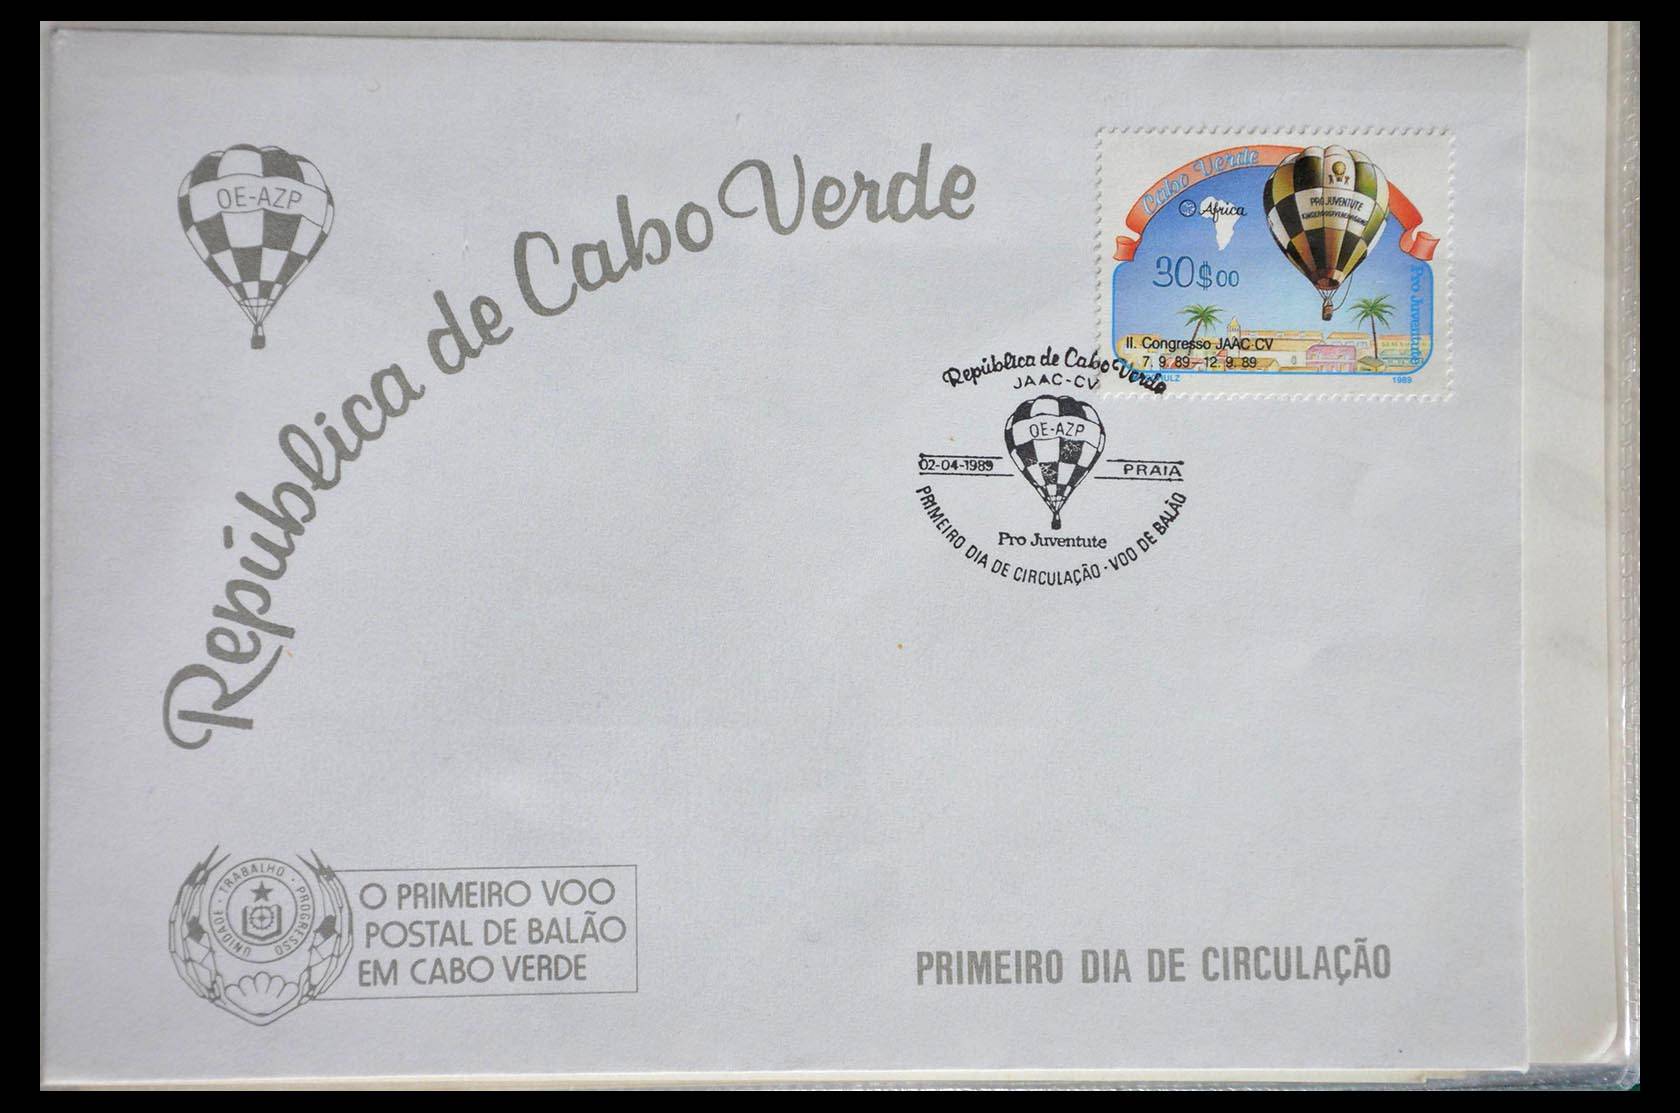 OE-AZP
República de Cabo Verde
Cabo Verde
Africa
PRO JUVENTUTE
30$00
Pro Juventute
II. Congresso JAAC-CV
7. 9. 89 – 12. 9. 89
1989
República de Cabo Verde
JAAC-CV
OE-AZP
02-04-1989 PRAIA
Pro Juventute
PRIMEIRO DIA DE CIRCULAÇÃO - VOO DE BALÃO
UNIDADE · TRABALHO · PROGRESSO
O PRIMEIRO VOO
POSTAL DE BALÃO
EM CABO VERDE
PRIMEIRO DIA DE CIRCULAÇÃO